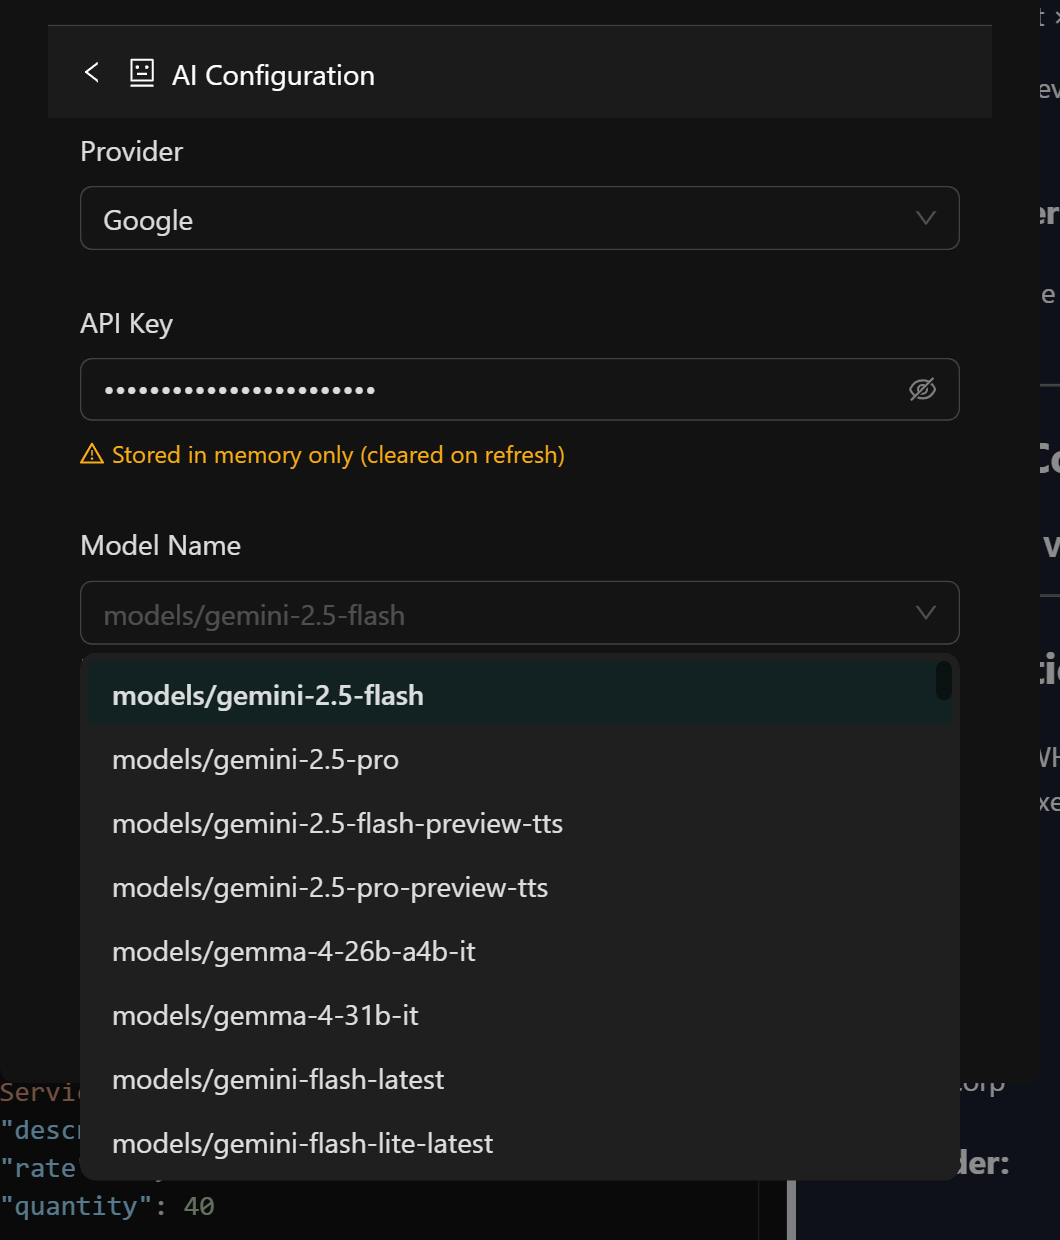 AI Configuration
Provider
Google
API Key
••••••••••••••••••••••••
Stored in memory only (cleared on refresh)
Model Name
models/gemini-2.5-flash
models/gemini-2.5-flash
models/gemini-2.5-pro
models/gemini-2.5-flash-preview-tts
models/gemini-2.5-pro-preview-tts
models/gemma-4-26b-a4b-it
models/gemma-4-31b-it
models/gemini-flash-latest
models/gemini-flash-lite-latest
"rate"
"quantity": 40